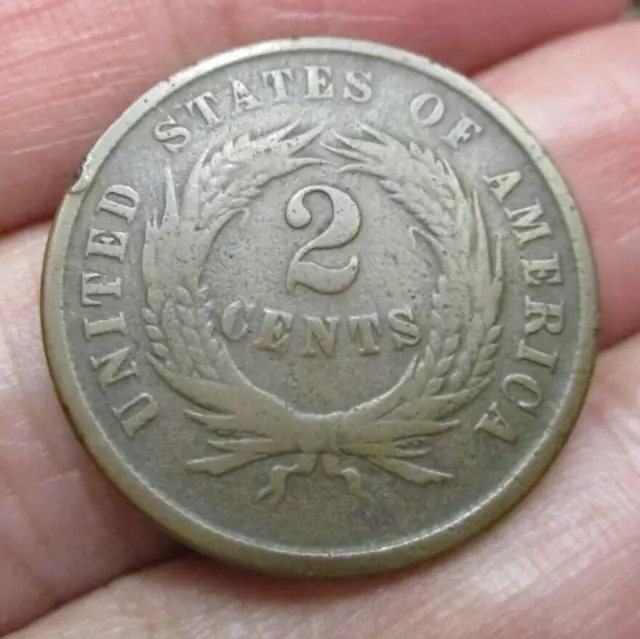 UNITED STATES OF AMERICA
2
CENTS